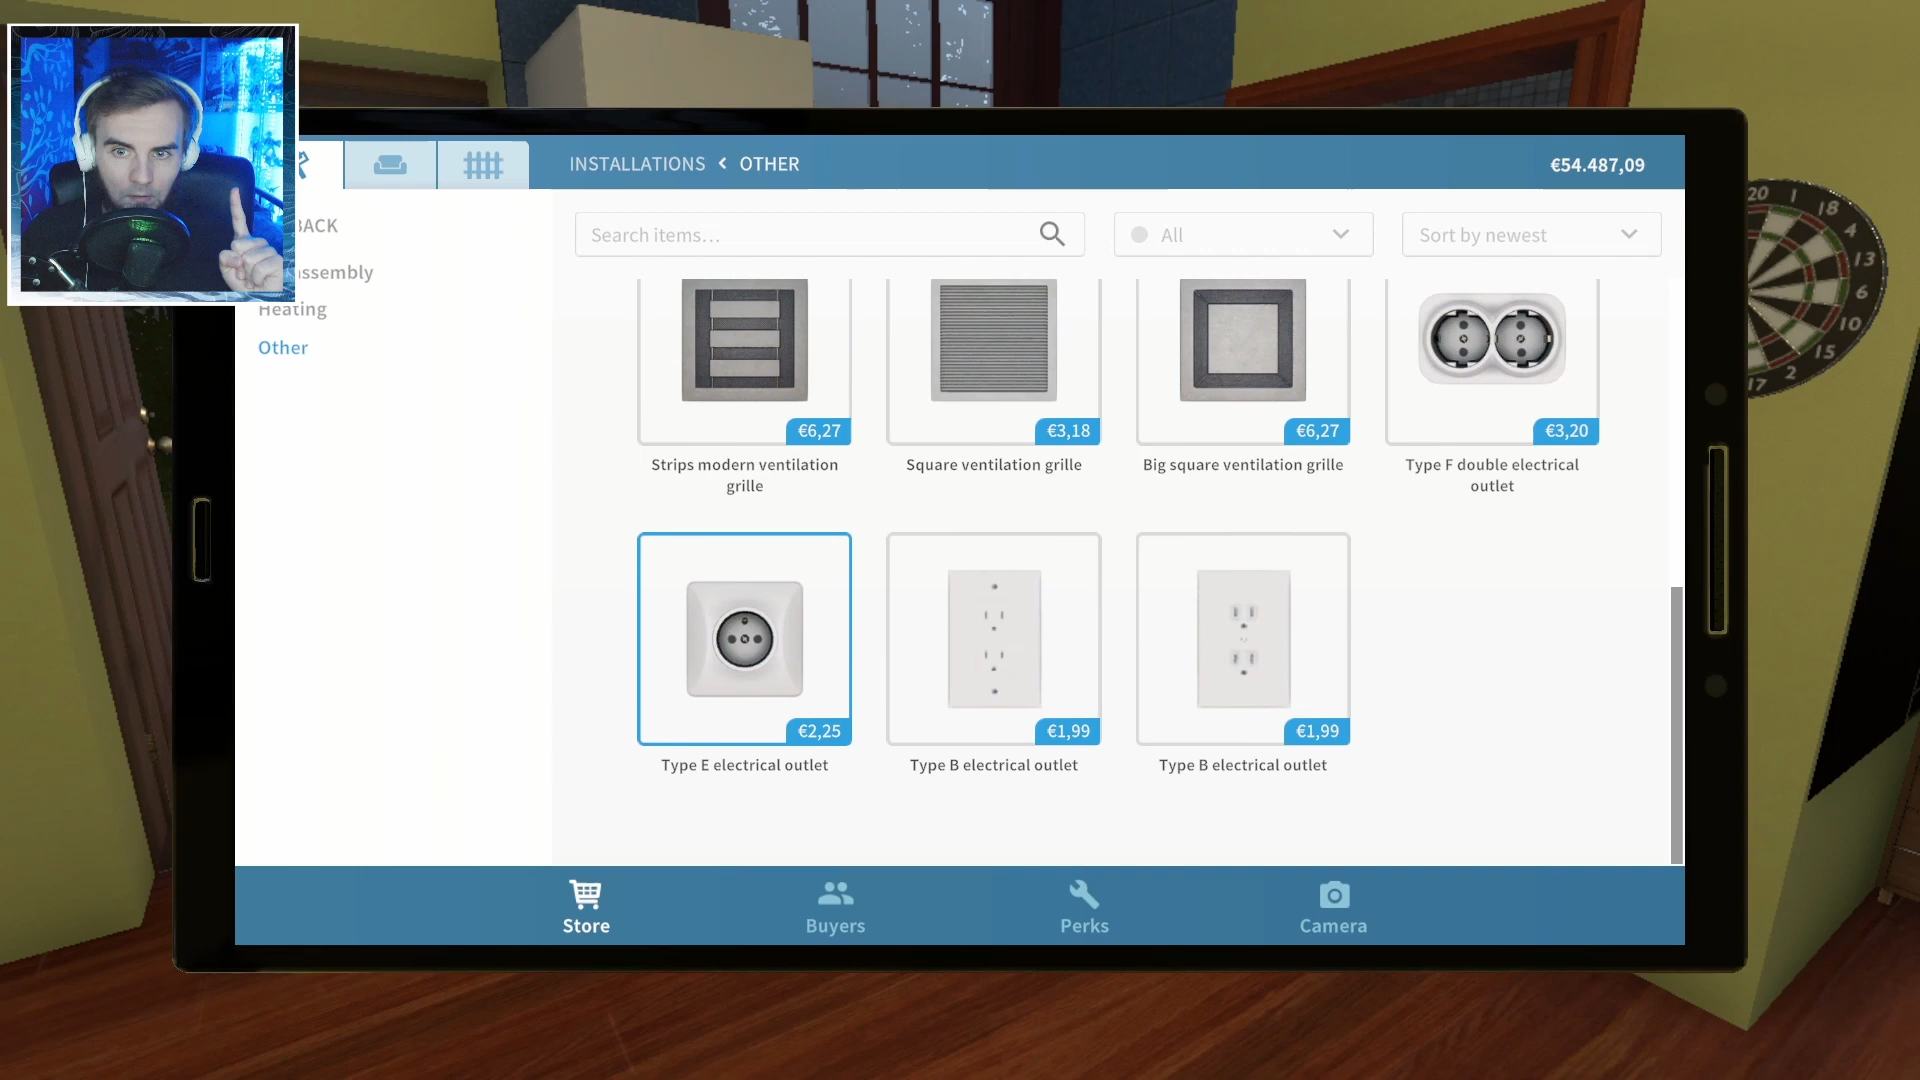 INSTALLATIONS < OTHER
€54.487,09
BACK
Search items...
All
Sort by newest
assembly
Heating
Other
€6,27
€3,18
€6,27
€3,20
Strips modern ventilation
grille
Square ventilation grille
Big square ventilation grille
Type F double electrical
outlet
€2,25
€1,99
€1,99
Type E electrical outlet
Type B electrical outlet
Type B electrical outlet
Store
Buyers
Perks
Camera
20
1
18
4
13
6
10
15
2
17